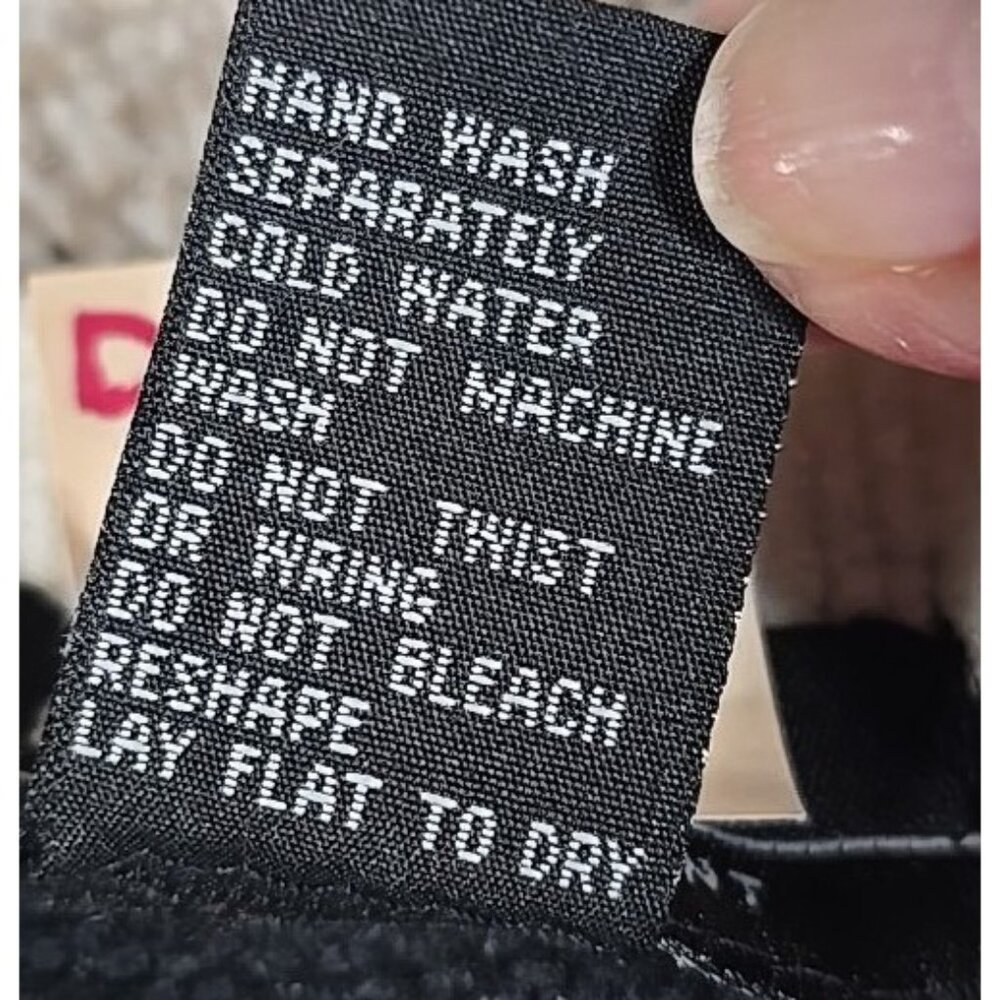 HAND WASH
SEPARATELY
COLD WATER
DO NOT MACHINE
WASH
DO NOT TWIST
OR WRING
DO NOT BLEACH
RESHAPE
LAY FLAT TO DRY
D